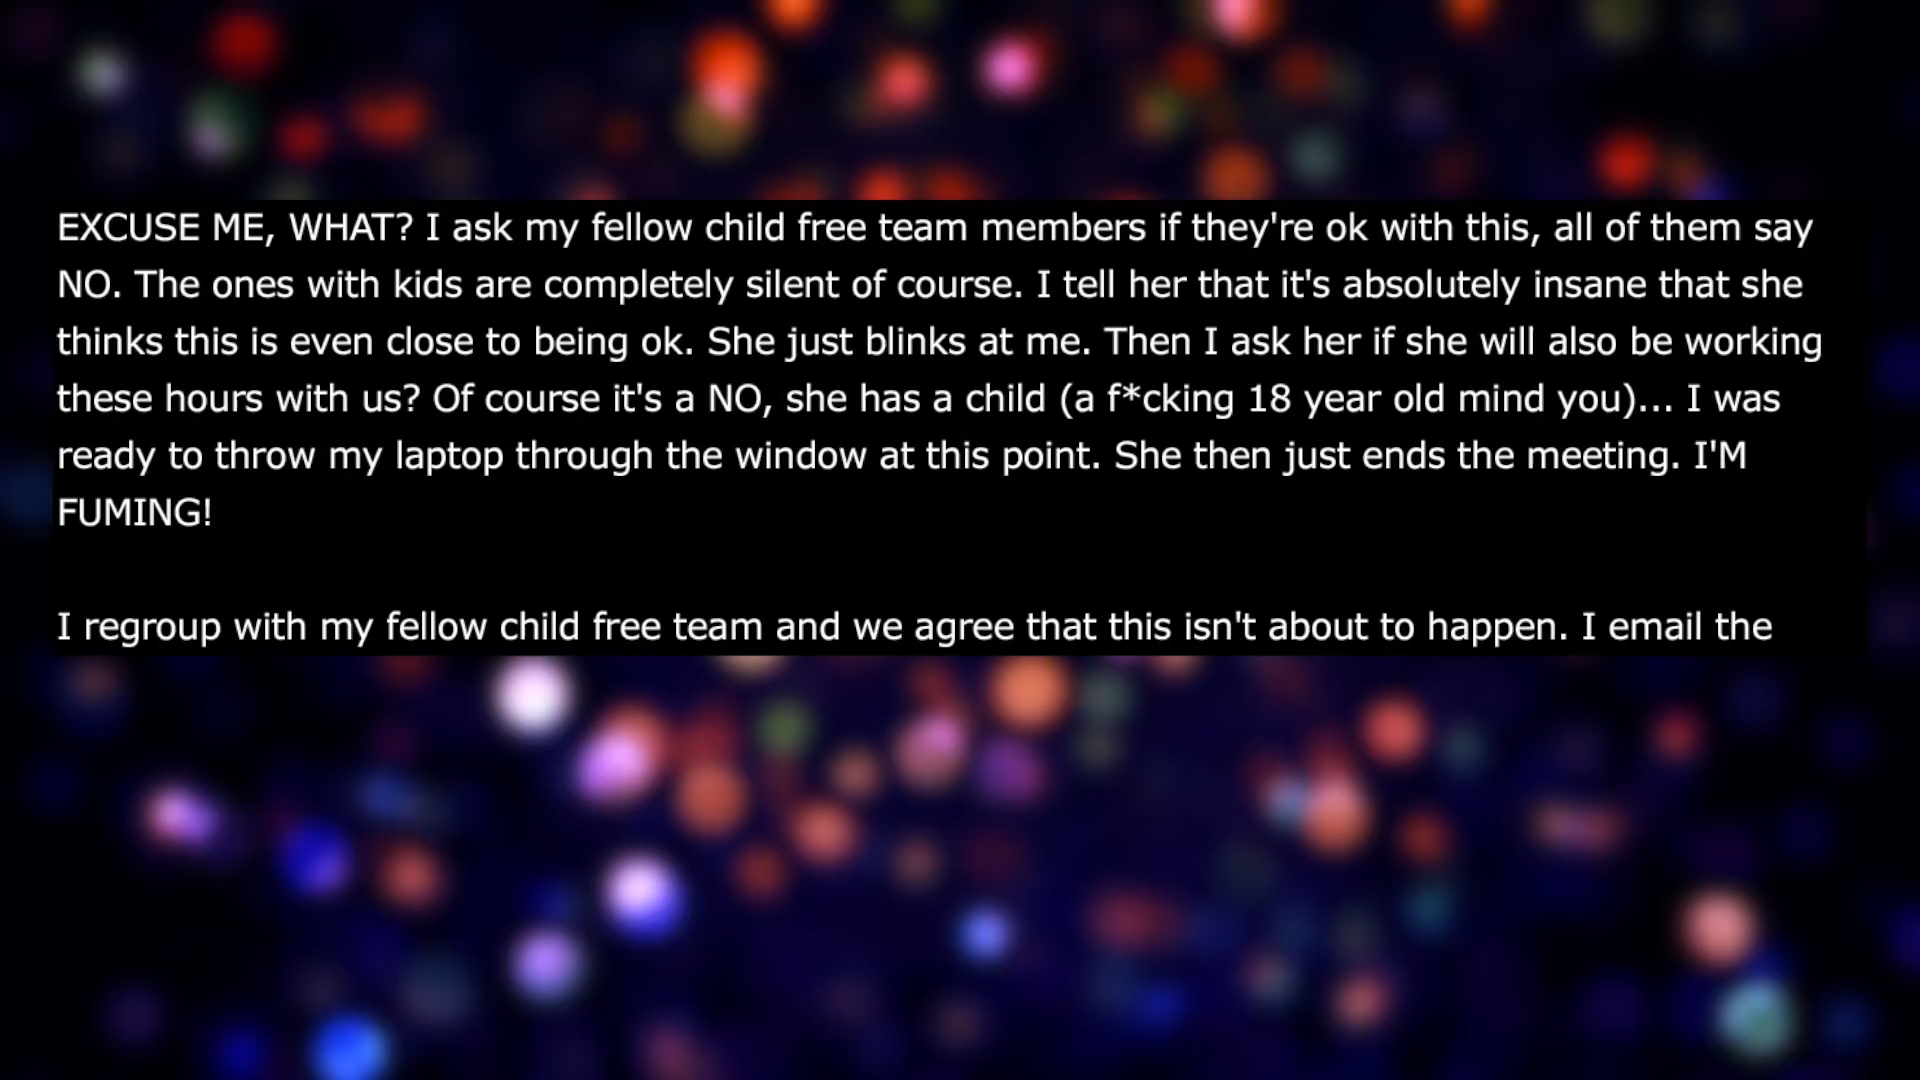 EXCUSE ME, WHAT? I ask my fellow child free team members if they're ok with this, all of them say
NO. The ones with kids are completely silent of course. I tell her that it's absolutely insane that she
thinks this is even close to being ok. She just blinks at me. Then I ask her if she will also be working
these hours with us? Of course it's a NO, she has a child (a f*cking 18 year old mind you)... I was
ready to throw my laptop through the window at this point. She then just ends the meeting. I'M
FUMING!
I regroup with my fellow child free team and we agree that this isn't about to happen. I email the